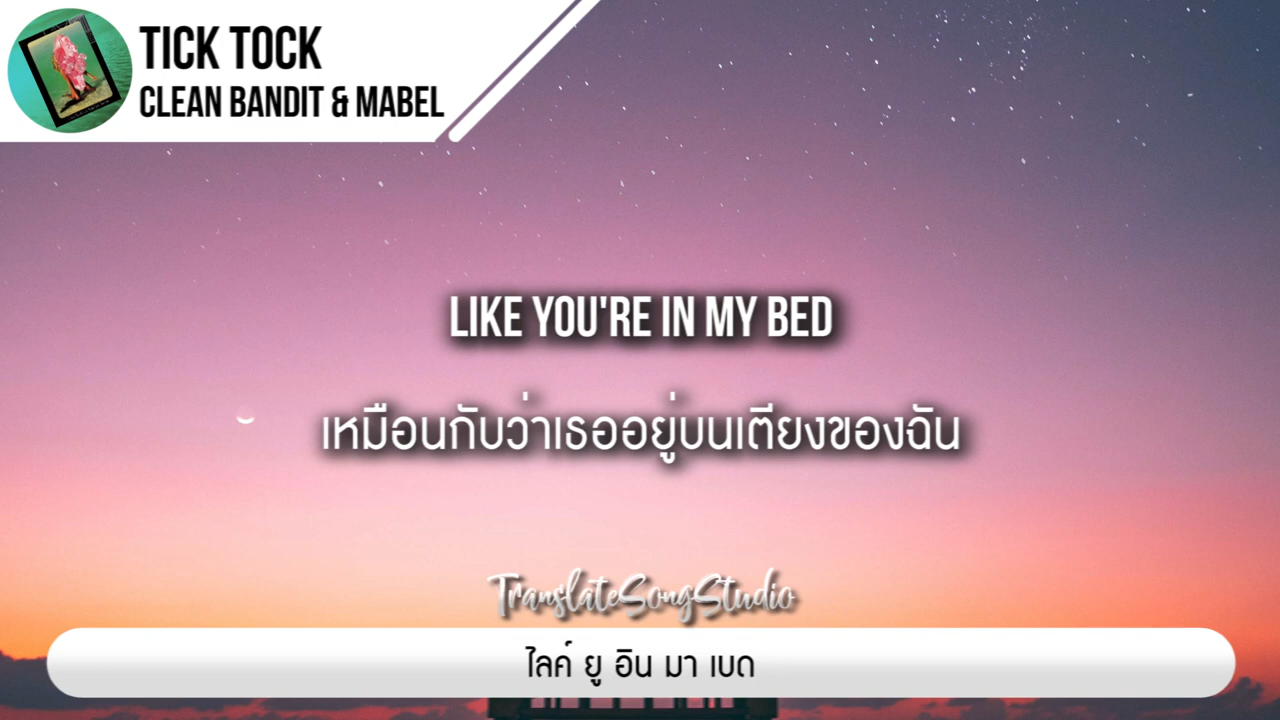 TICK TOCK
CLEAN BANDIT & MABEL
LIKE YOU'RE IN MY BED
เหมือนกับว่าเธออยู่บนเตียงของฉัน
TranslateSongStudio
ไลค์ ยู อิน มา เบด